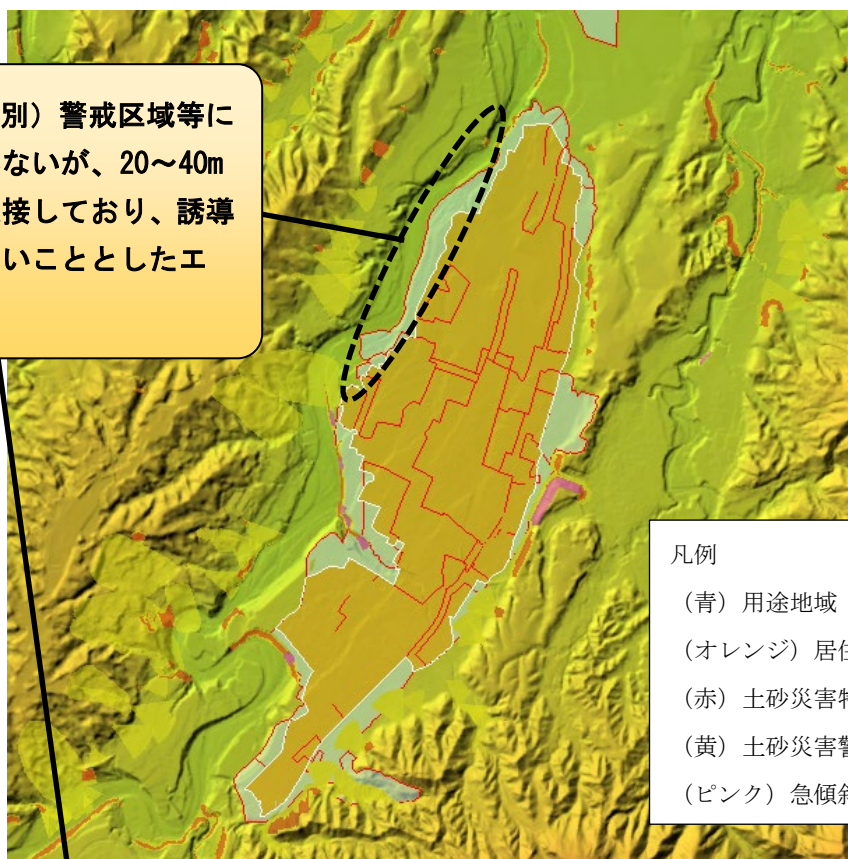 別）警戒区域等に
ないが、20～40m
接しており、誘導
いこととしたエ
凡例
（青）用途地域
（オレンジ）居住
（赤）土砂災害特
（黄）土砂災害警
（ピンク）急傾斜